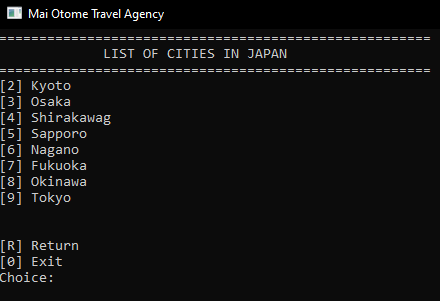 Mai Otome Travel Agency
======================================================
LIST OF CITIES IN JAPAN
======================================================
[2] Kyoto
[3] Osaka
[4] Shirakawag
[5] Sapporo
[6] Nagano
[7] Fukuoka
[8] Okinawa
[9] Tokyo
[R] Return
[0] Exit
Choice: